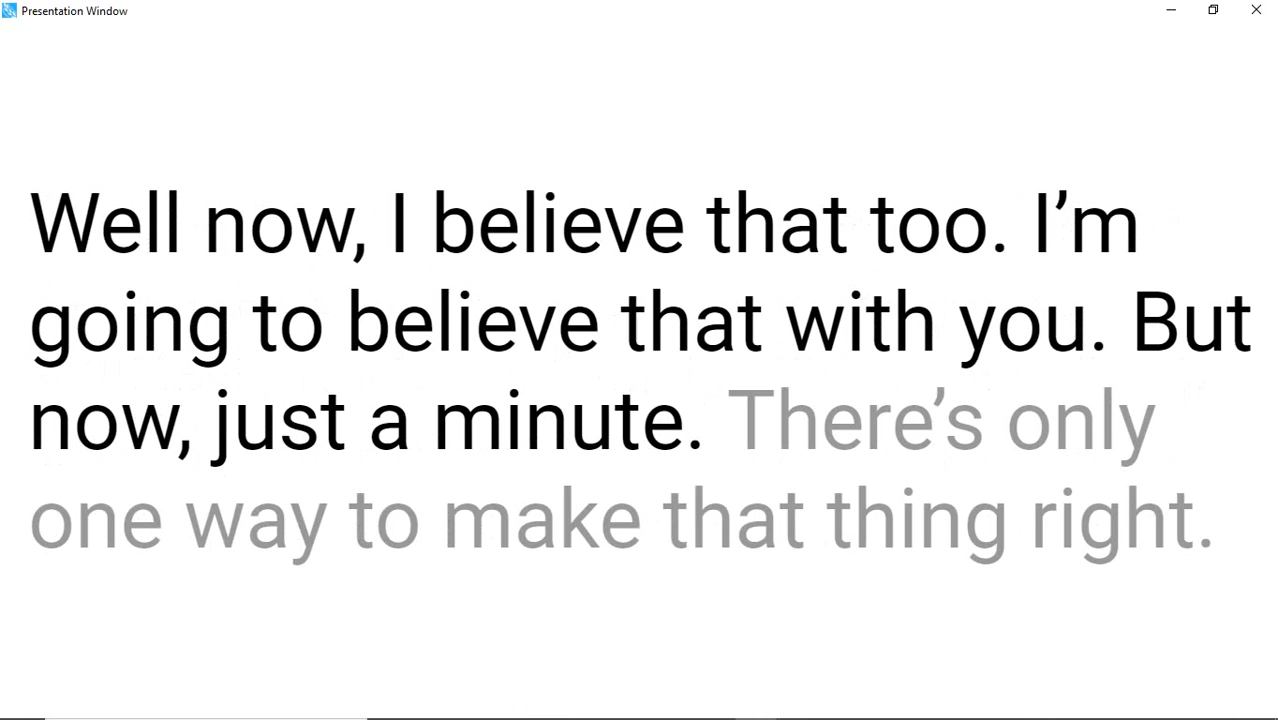 Presentation Window
Well now, I believe that too. I’m
going to believe that with you. But
now, just a minute. There’s only
one way to make that thing right.